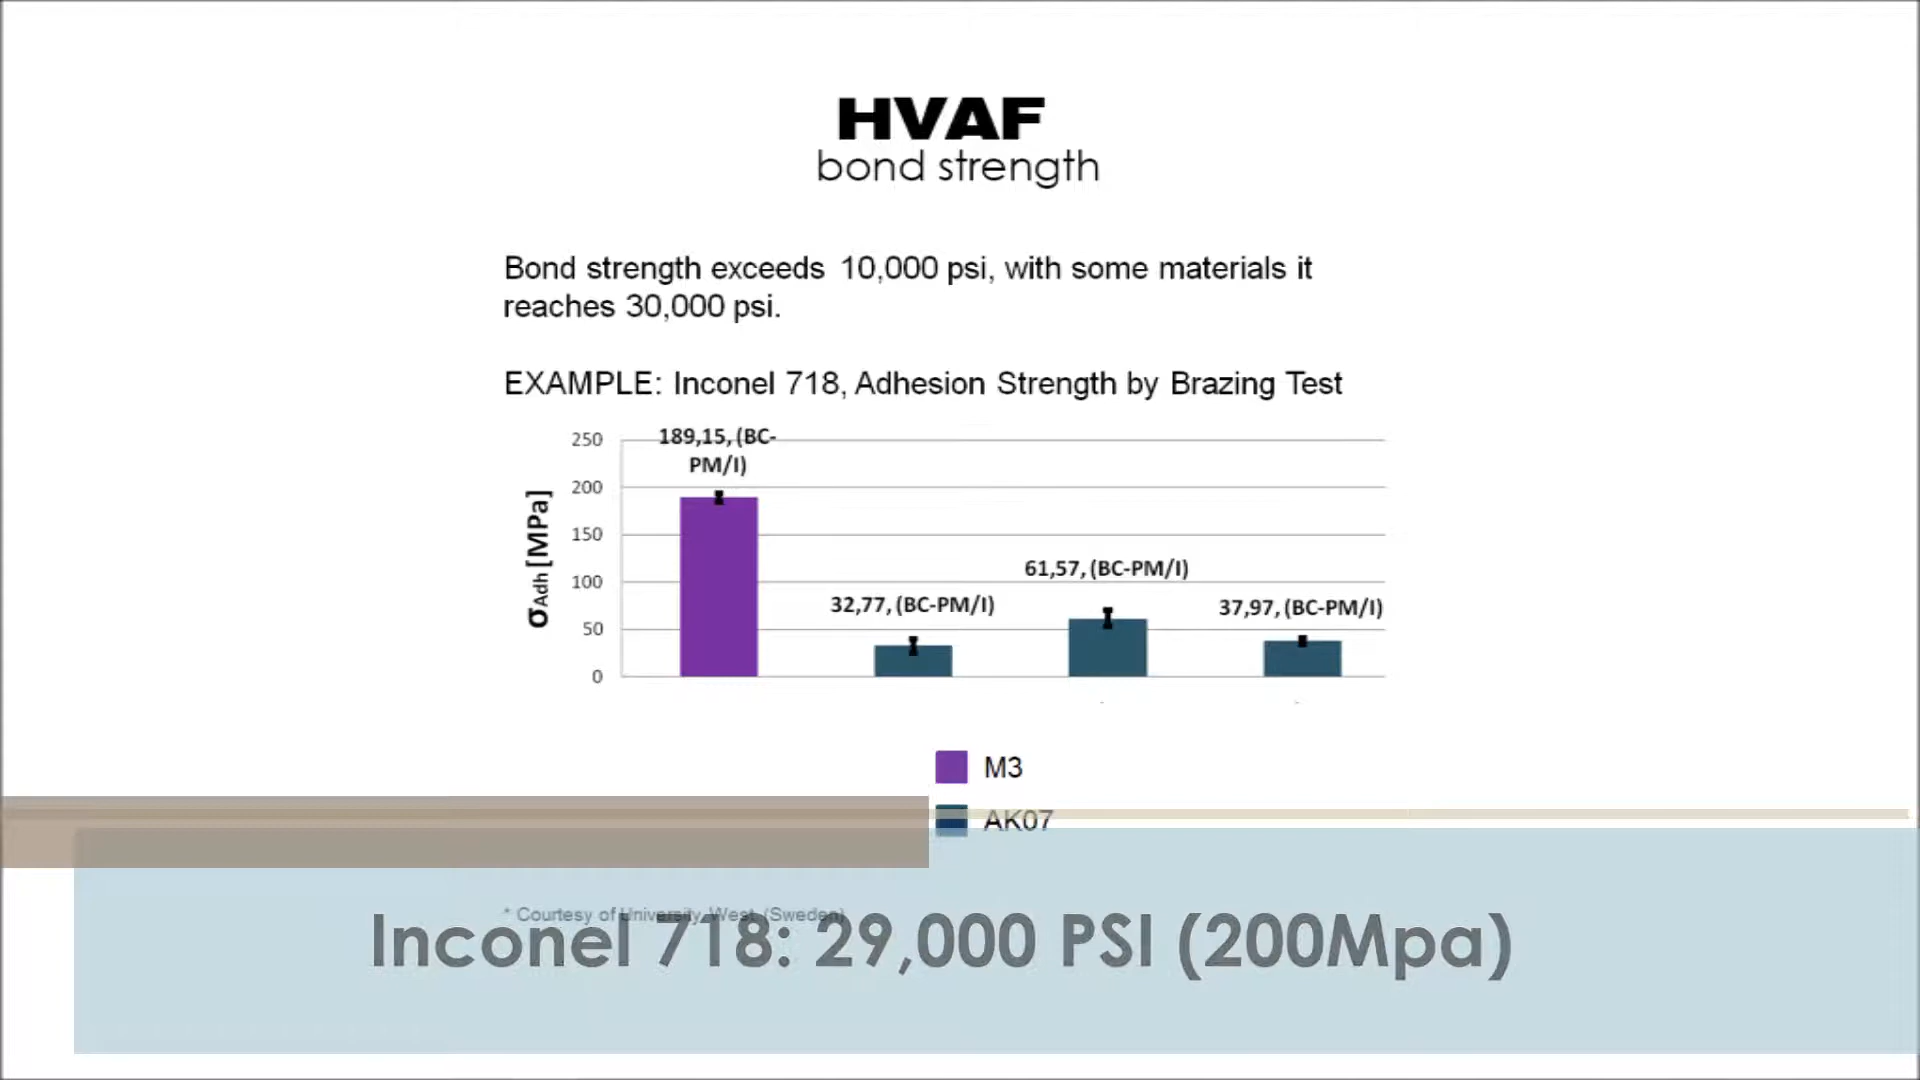 HVAF
bond strength
Bond strength exceeds 10,000 psi, with some materials it
reaches 30,000 psi.
EXAMPLE: Inconel 718, Adhesion Strength by Brazing Test
σAdh [MPa]
250
200
150
100
50
0
189,15, (BC-
PM/I)
32,77, (BC-PM/I)
61,57, (BC-PM/I)
37,97, (BC-PM/I)
M3
AK07
* Courtesy of University West (Sweden)
Inconel 718: 29,000 PSI (200Mpa)